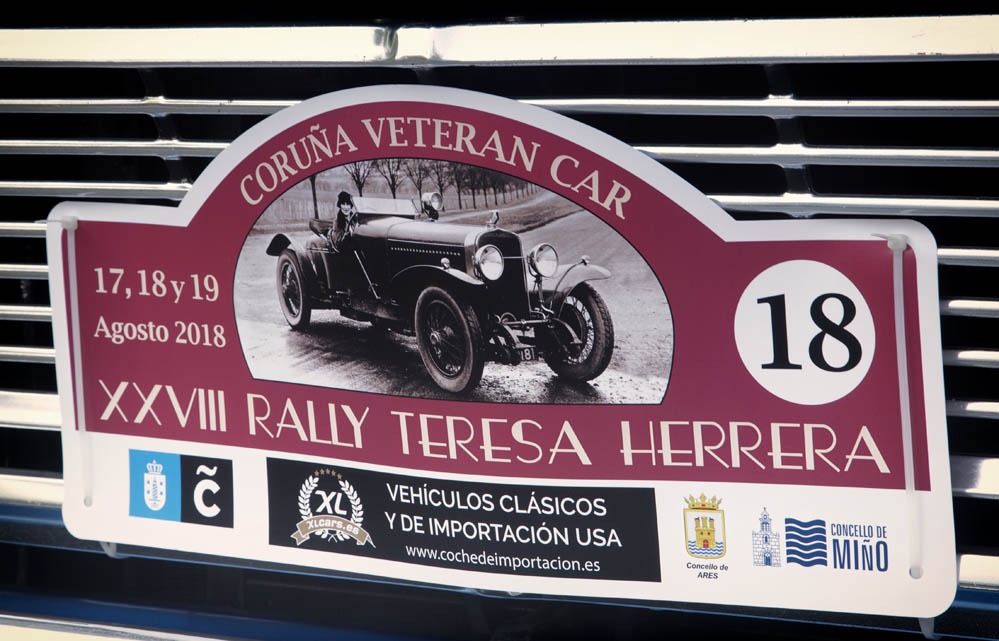 CORUÑA VETERAN CAR
17, 18 y 19
Agosto 2018
18
XXVIII RALLY TERESA HERRERA
XL
XLcars.es
VEHÍCULOS CLÁSICOS
Y DE IMPORTACIÓN USA
www.cochedeimportacion.es
Concello de
ARES
CONCELLO DE
MIÑO